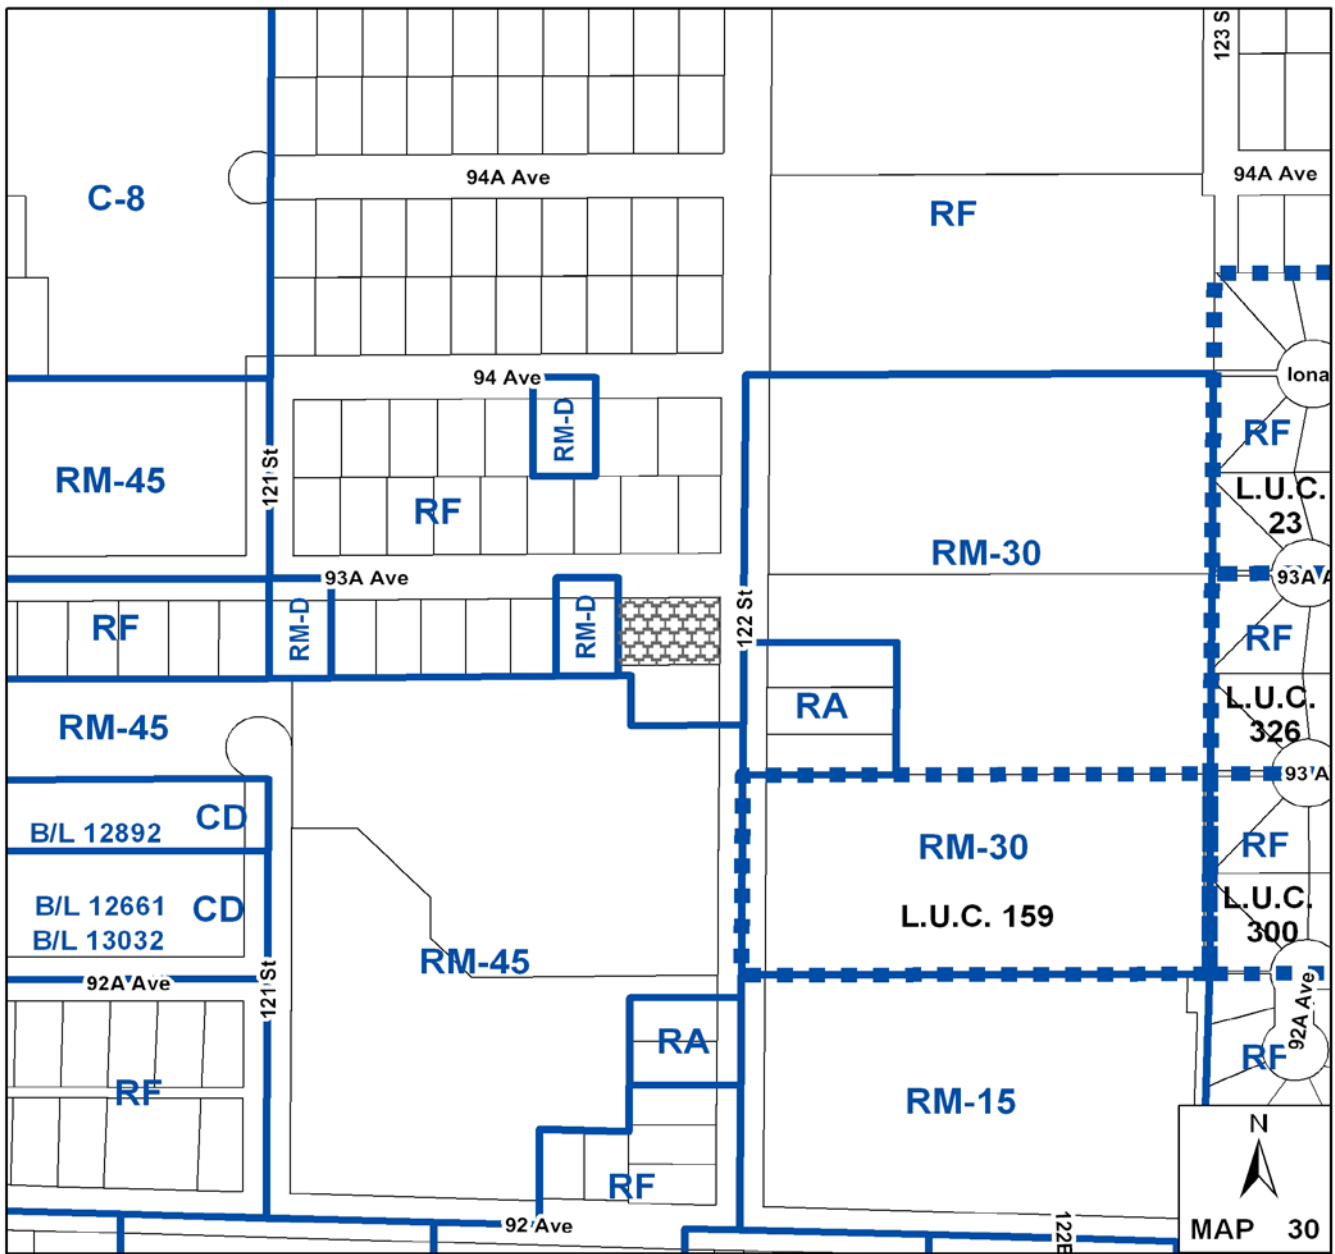 123 S
94A Ave
94A Ave
C-8
RF
Iona
94 Ave
RM-D
RF
RM-45
121 St
L.U.C.
23
RF
RM-30
93A Ave
93A A
RF
RM-D
RM-D
122 St
RF
RA
L.U.C.
326
RM-45
93 A
CD
B/L 12892
RM-30
RF
B/L 12661
CD
B/L 13032
L.U.C. 159
L.U.C.
300
RM-45
92A Ave
121 St
92A Ave
RA
RF
RF
RM-15
N
RF
92 Ave
122B
MAP 30